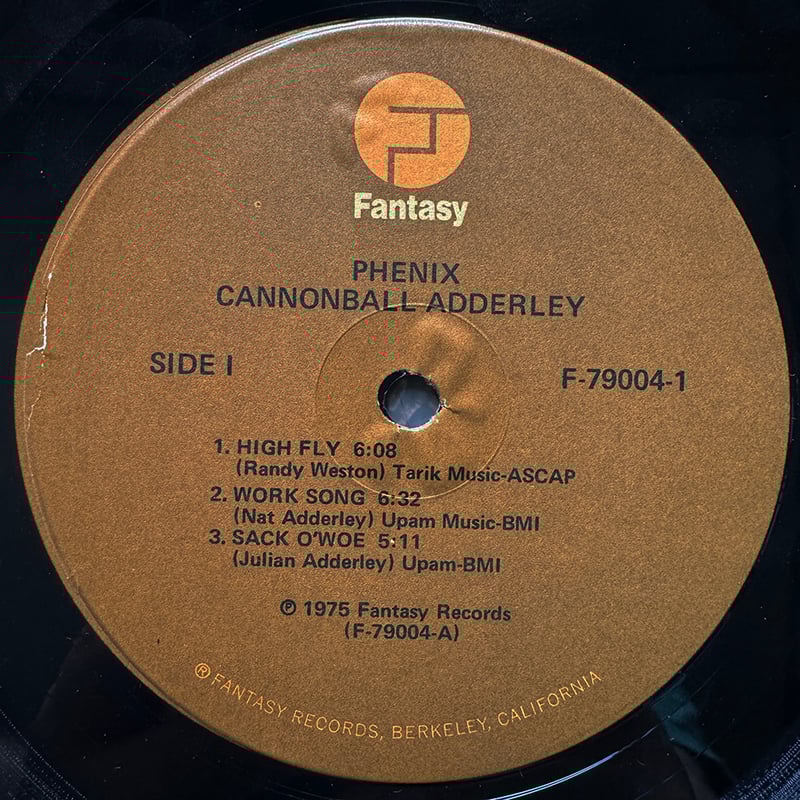 Fantasy
PHENIX
CANNONBALL ADDERLEY
SIDE I
F-79004-1
1. HIGH FLY 6:08
(Randy Weston) Tarik Music-ASCAP
2. WORK SONG 6:32
(Nat Adderley) Upam Music-BMI
3. SACK O'WOE 5:11
(Julian Adderley) Upam-BMI
℗ 1975 Fantasy Records
(F-79004-A)
® FANTASY RECORDS, BERKELEY, CALIFORNIA